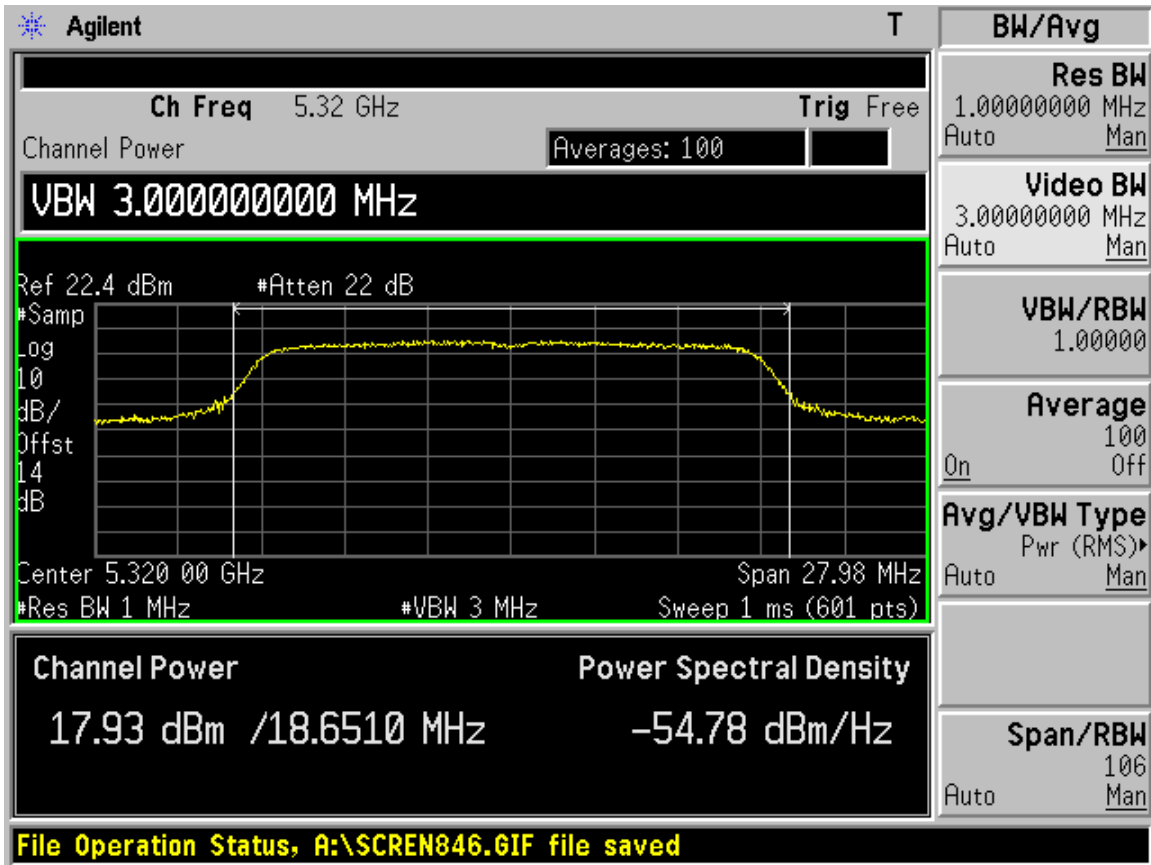 Agilent T
Ch Freq 5.32 GHz Trig Free
Channel Power Averages: 100
VBW 3.000000000 MHz
Ref 22.4 dBm #Atten 22 dB
#Samp
Log
10
dB/
Offst
14
dB
Center 5.320 00 GHz Span 27.98 MHz
#Res BW 1 MHz #VBW 3 MHz Sweep 1 ms (601 pts)
Channel Power Power Spectral Density
17.93 dBm /18.6510 MHz -54.78 dBm/Hz
File Operation Status, A:\SCREN846.GIF file saved
BW/Avg
Res BW
1.00000000 MHz
Auto Man
Video BW
3.00000000 MHz
Auto Man
VBW/RBW
1.00000
Average
100
On Off
Avg/VBW Type
Pwr (RMS)▸
Auto Man
Span/RBW
106
Auto Man